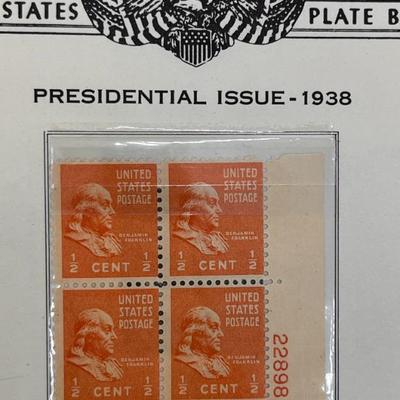 STATES
PLATE B
PRESIDENTIAL ISSUE - 1938
UNITED
STATES
POSTAGE
BENJAMIN
FRANKLIN
1/2 CENT 1/2
UNITED
STATES
POSTAGE
BENJAMIN
FRANKLIN
1/2 CENT 1/2
UNITED
STATES
POSTAGE
BENJAMIN
FRANKLIN
1/2 CENT 1/2
UNITED
STATES
POSTAGE
BENJAMIN
FRANKLIN
1/2 CENT 1/2
22898